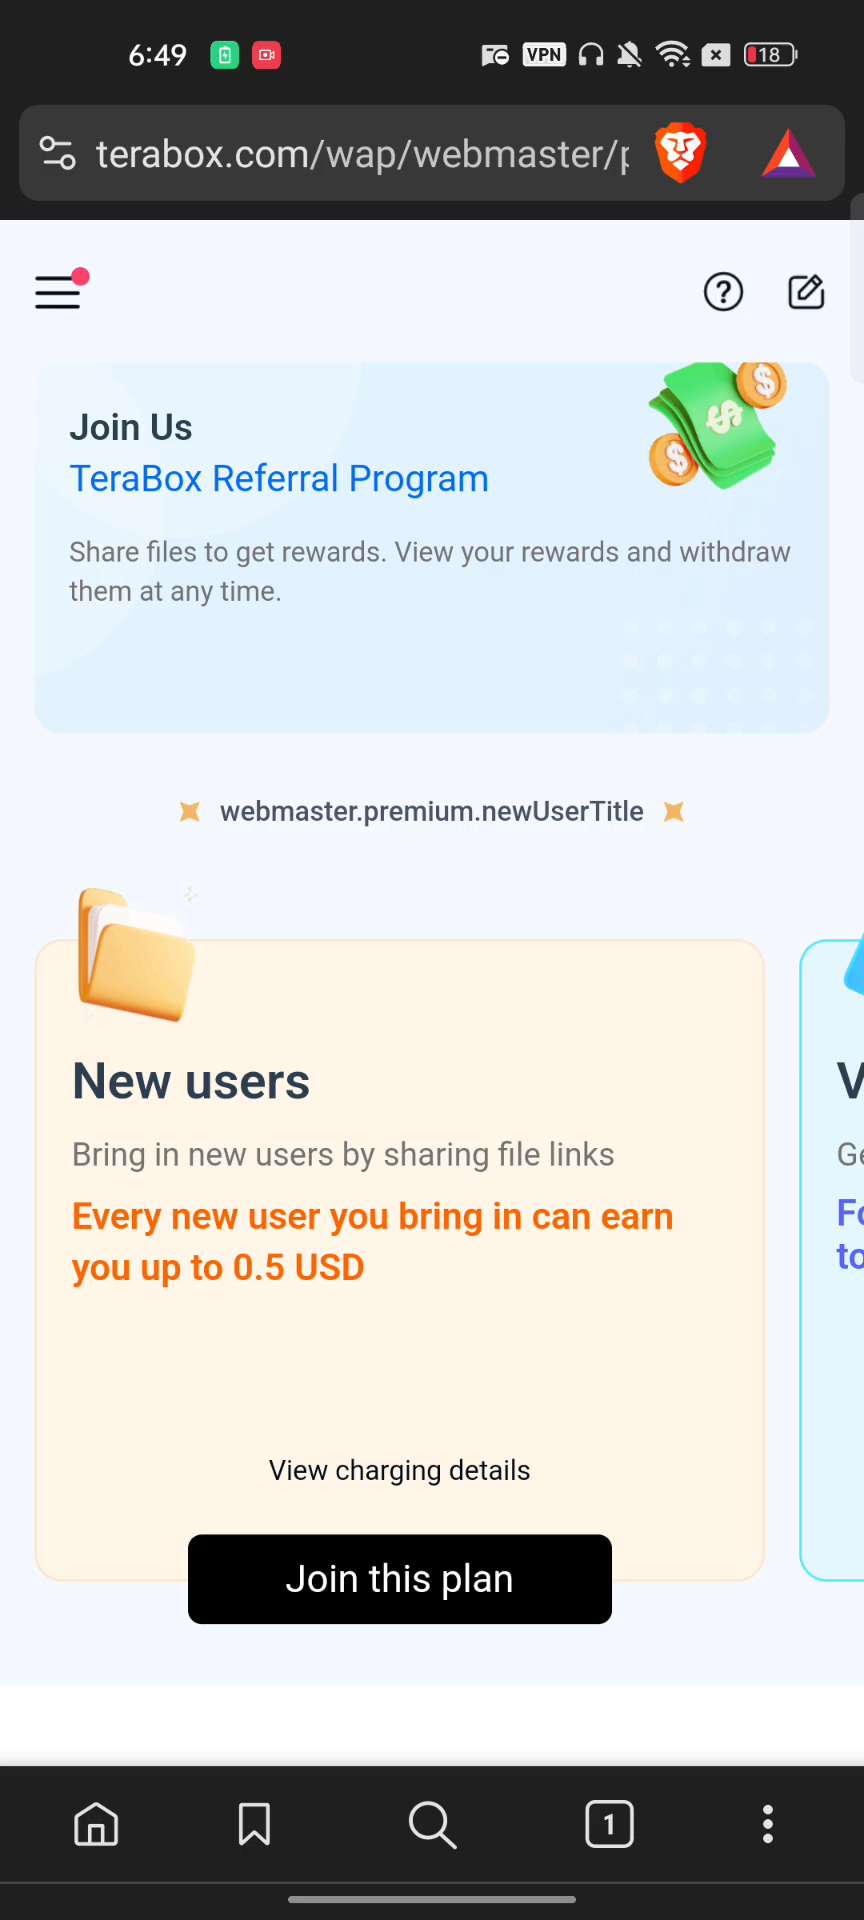 6:49
VPN
18
terabox.com/wap/webmaster/
Join Us
TeraBox Referral Program
Share files to get rewards. View your rewards and withdraw
them at any time.
webmaster.premium.newUserTitle
New users
Bring in new users by sharing file links
Every new user you bring in can earn
you up to 0.5 USD
View charging details
Join this plan
1